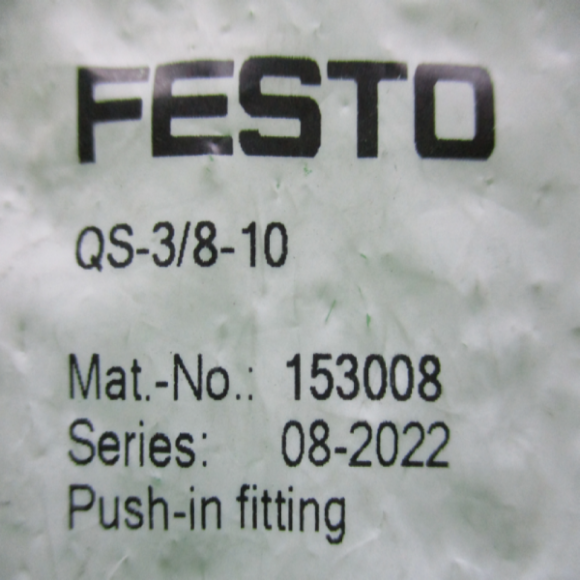 FESTO
QS-3/8-10
Mat.-No.: 153008
Series: 08-2022
Push-in fitting